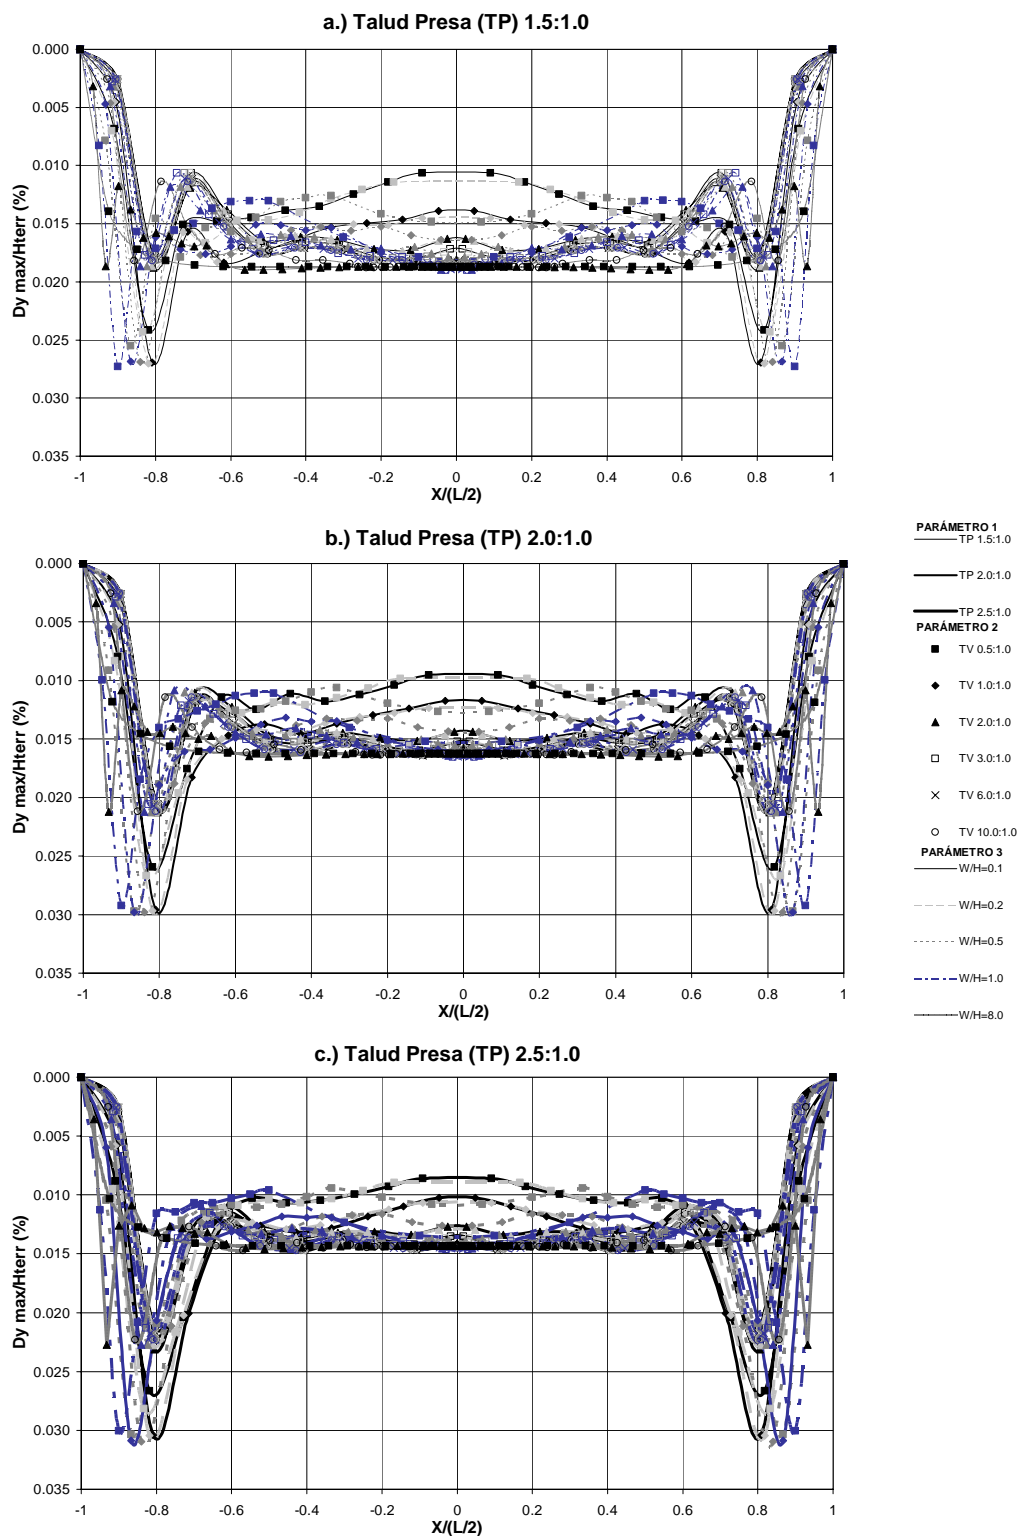 a.) Talud Presa (TP) 1.5:1.0
0.000
0.005
0.010
0.015
0.020
0.025
0.030
0.035
Dy max/Hterr (%)
-1 -0.8 -0.6 -0.4 -0.2 0 0.2 0.4 0.6 0.8 1
X/(L/2)
b.) Talud Presa (TP) 2.0:1.0
0.000
0.005
0.010
0.015
0.020
0.025
0.030
0.035
Dy max/Hterr (%)
-1 -0.8 -0.6 -0.4 -0.2 0 0.2 0.4 0.6 0.8 1
X/(L/2)
PARÁMETRO 1
TP 1.5:1.0
TP 2.0:1.0
TP 2.5:1.0
PARÁMETRO 2
TV 0.5:1.0
TV 1.0:1.0
TV 2.0:1.0
TV 3.0:1.0
TV 6.0:1.0
TV 10.0:1.0
PARÁMETRO 3
W/H=0.1
W/H=0.2
W/H=0.5
W/H=1.0
W/H=8.0
c.) Talud Presa (TP) 2.5:1.0
0.000
0.005
0.010
0.015
0.020
0.025
0.030
0.035
Dy max/Hterr (%)
-1 -0.8 -0.6 -0.4 -0.2 0 0.2 0.4 0.6 0.8 1
X/(L/2)